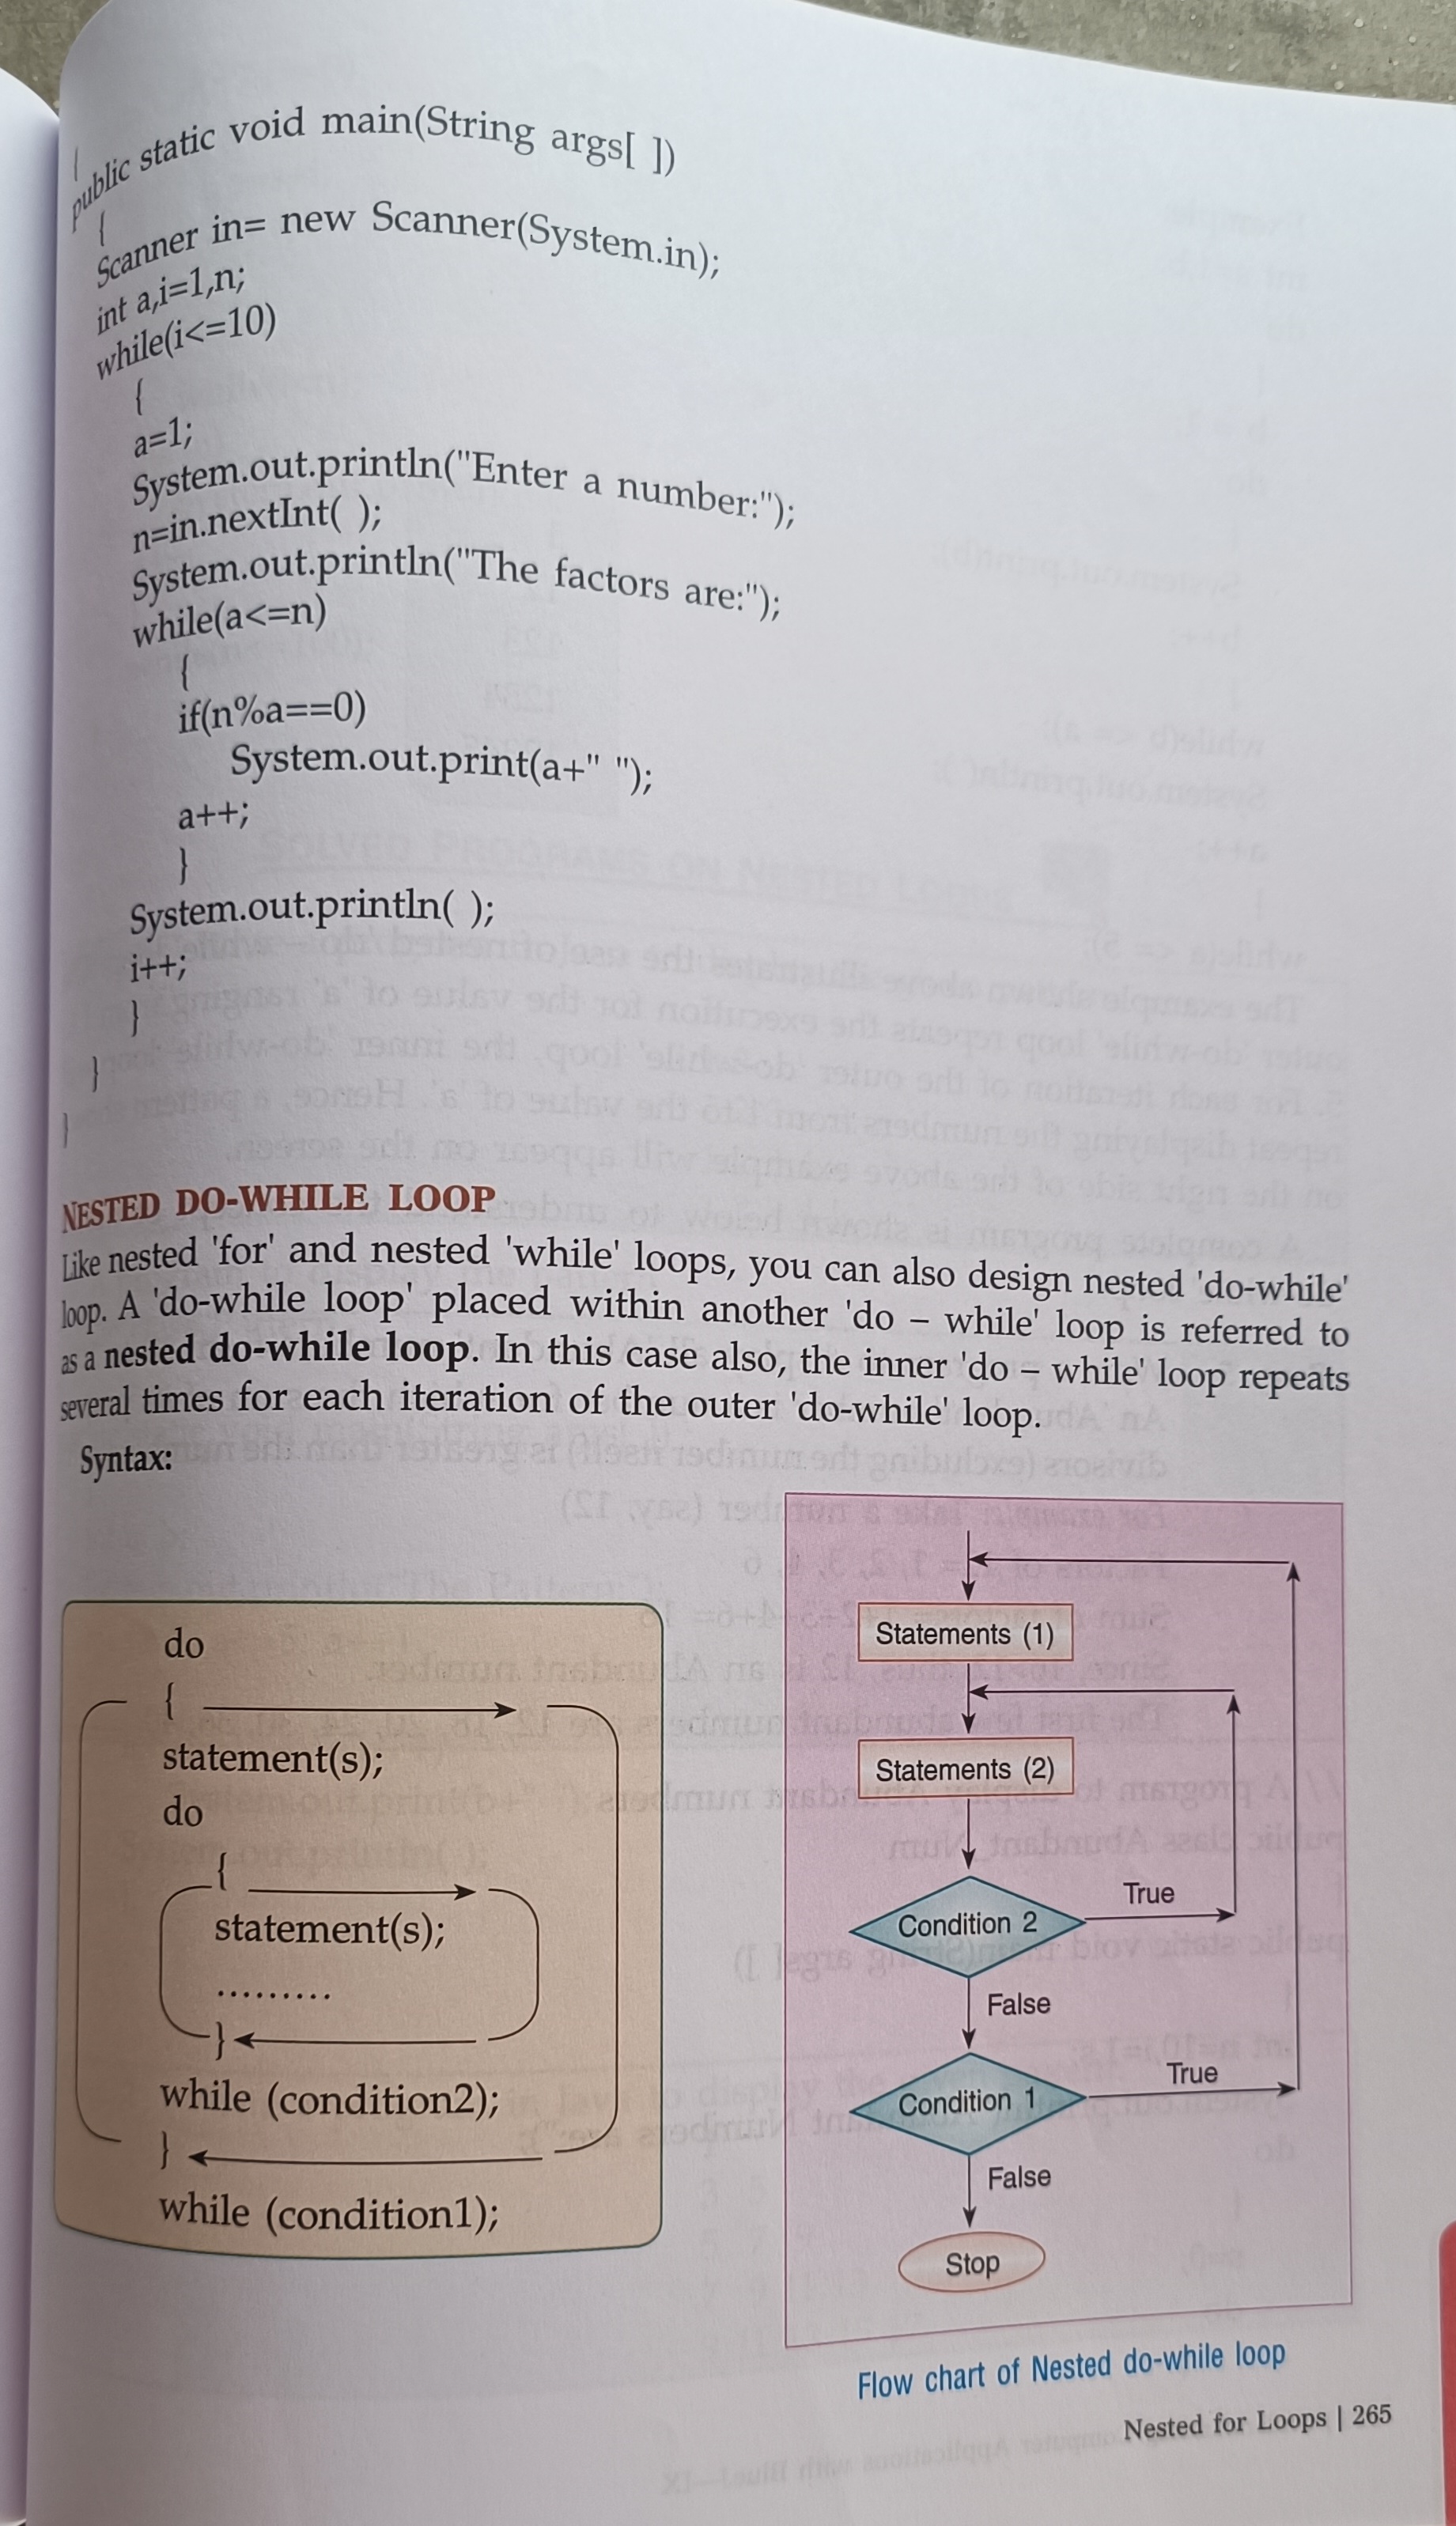 {
public static void main(String args[ ])
{
Scanner in= new Scanner(System.in);
int a,i=1,n;
while(i<=10)
{
a=1;
System.out.println("Enter a number:");
n=in.nextInt( );
System.out.println("The factors are:");
while(a<=n)
{
if(n%a==0)
System.out.print(a+" ");
a++;
}
System.out.println( );
i++;
}
}
}
NESTED DO-WHILE LOOP
Like nested 'for' and nested 'while' loops, you can also design nested 'do-while'
loop. A 'do-while loop' placed within another 'do – while' loop is referred to
as a nested do-while loop. In this case also, the inner 'do – while' loop repeats
several times for each iteration of the outer 'do-while' loop.
Syntax:
do
{
statement(s);
do
{
statement(s);
.........
}
while (condition2);
}
while (condition1);
Statements (1)
Statements (2)
Condition 2
True
False
Condition 1
True
False
Stop
Flow chart of Nested do-while loop
Nested for Loops | 265